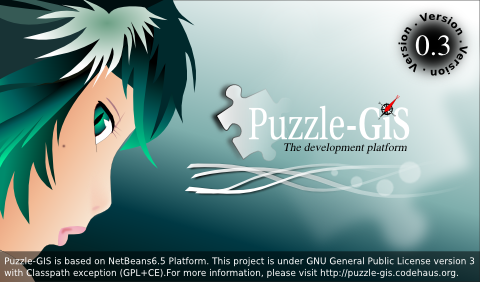 Version · Version · Version ·
0.3
Puzzle-GiS
The development platform
Puzzle-GIS is based on NetBeans6.5 Platform. This project is under GNU General Public License version 3
with Classpath exception (GPL+CE).For more information, please visit http://puzzle-gis.codehaus.org.